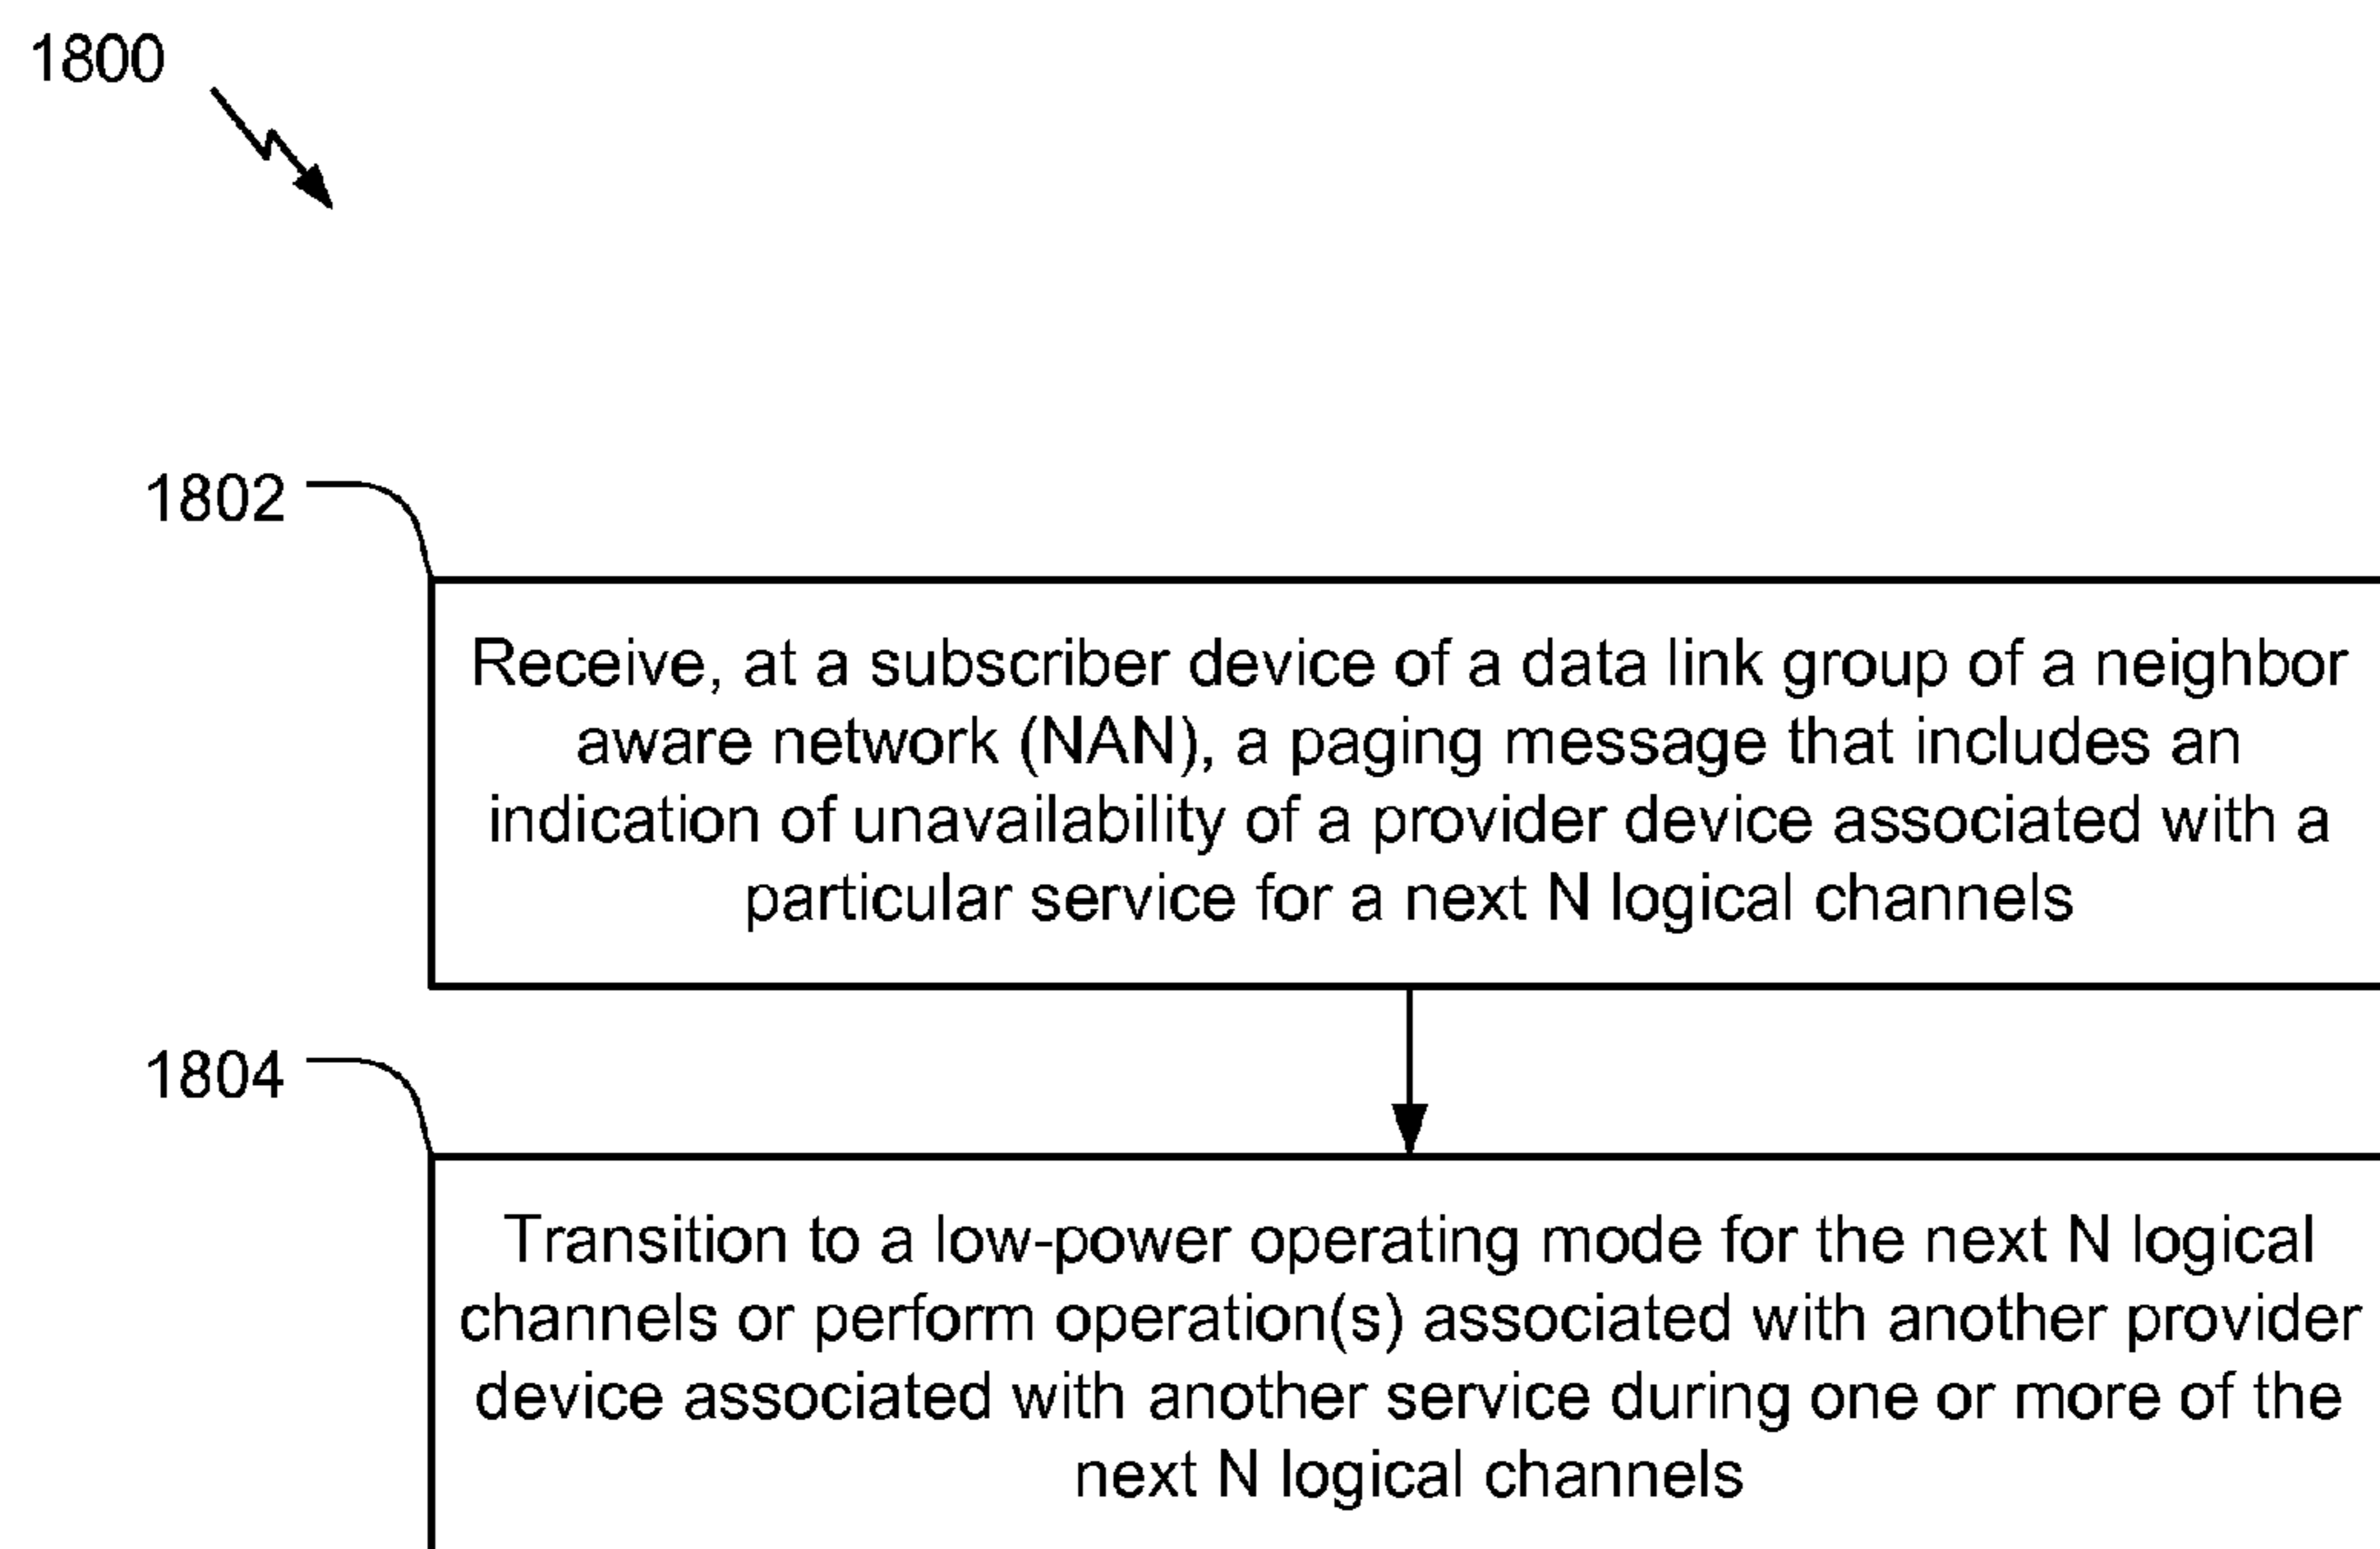 1800
1802
Receive, at a subscriber device of a data link group of a neighbor
aware network (NAN), a paging message that includes an
indication of unavailability of a provider device associated with a
particular service for a next N logical channels
1804
Transition to a low-power operating mode for the next N logical
channels or perform operation(s) associated with another provider
device associated with another service during one or more of the
next N logical channels